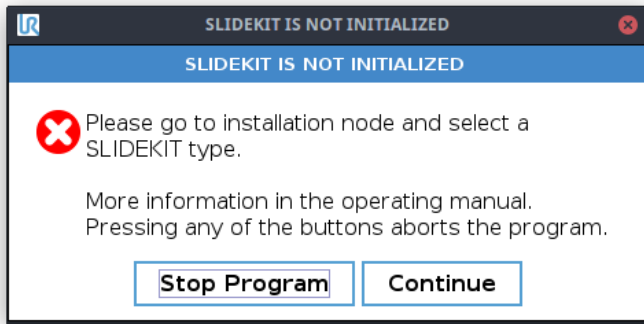 UR
SLIDEKIT IS NOT INITIALIZED
SLIDEKIT IS NOT INITIALIZED
Please go to installation node and select a
SLIDEKIT type.
More information in the operating manual.
Pressing any of the buttons aborts the program.
Stop Program
Continue